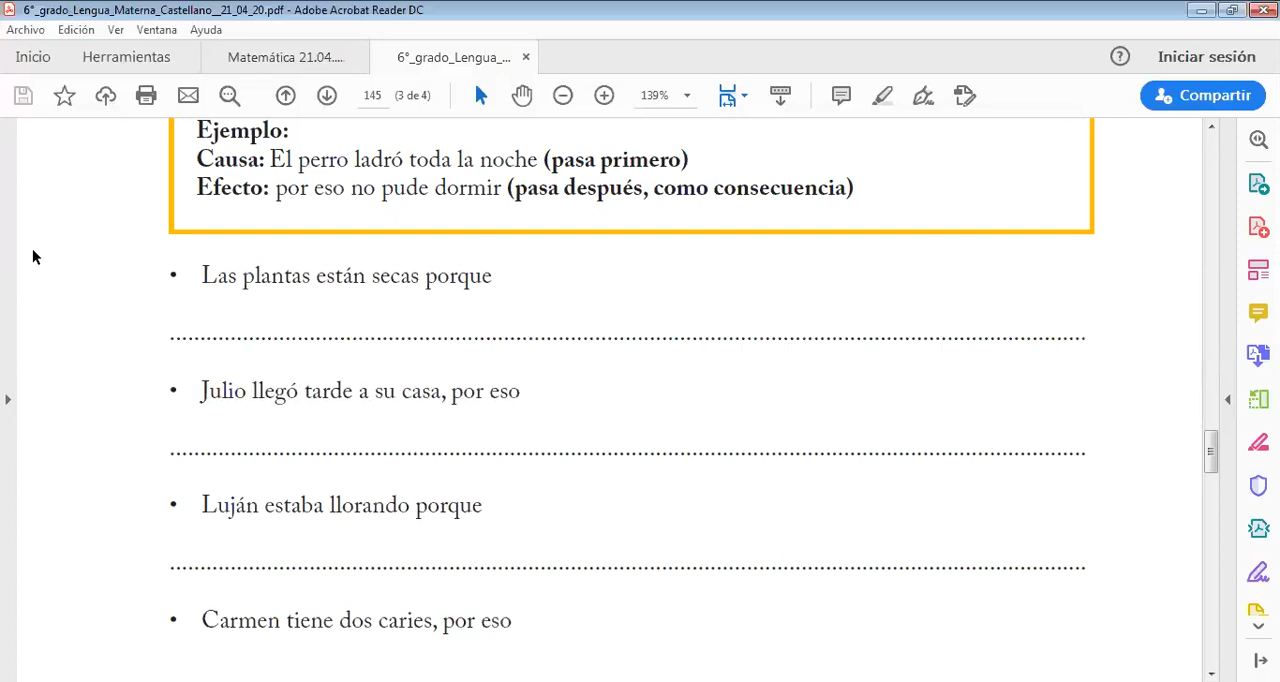 6°_grado_Lengua_Materna_Castellano__21_04_20.pdf - Adobe Acrobat Reader DC
Archivo Edición Ver Ventana Ayuda
Inicio Herramientas Matemática 21.04.... 6°_grado_Lengua_... × Iniciar sesión
145 (3 de 4) 139% Compartir
Ejemplo:
Causa: El perro ladró toda la noche (pasa primero)
Efecto: por eso no pude dormir (pasa después, como consecuencia)
• Las plantas están secas porque
........................................................................................................................................................
• Julio llegó tarde a su casa, por eso
........................................................................................................................................................
• Luján estaba llorando porque
........................................................................................................................................................
• Carmen tiene dos caries, por eso